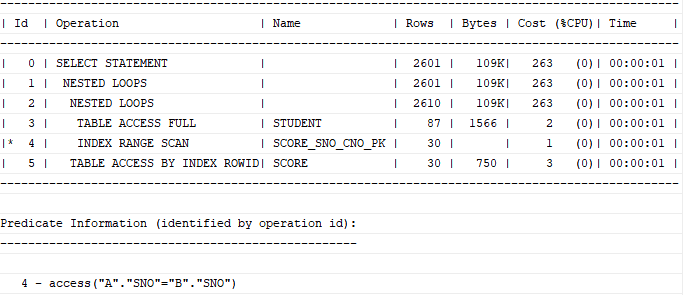 --------------------------------------------------------------------------------------------------
| Id  | Operation                    | Name             | Rows  | Bytes | Cost (%CPU)| Time     |
--------------------------------------------------------------------------------------------------
|   0 | SELECT STATEMENT             |                  |  2601 |   109K|   263   (0)| 00:00:01 |
|   1 |  NESTED LOOPS                |                  |  2601 |   109K|   263   (0)| 00:00:01 |
|   2 |   NESTED LOOPS               |                  |  2610 |   109K|   263   (0)| 00:00:01 |
|   3 |    TABLE ACCESS FULL         | STUDENT          |    87 |  1566 |     2   (0)| 00:00:01 |
|*  4 |    INDEX RANGE SCAN          | SCORE_SNO_CNO_PK |    30 |       |     1   (0)| 00:00:01 |
|   5 |   TABLE ACCESS BY INDEX ROWID| SCORE            |    30 |   750 |     3   (0)| 00:00:01 |
--------------------------------------------------------------------------------------------------
Predicate Information (identified by operation id):
---------------------------------------------------
4 - access("A"."SNO"="B"."SNO")